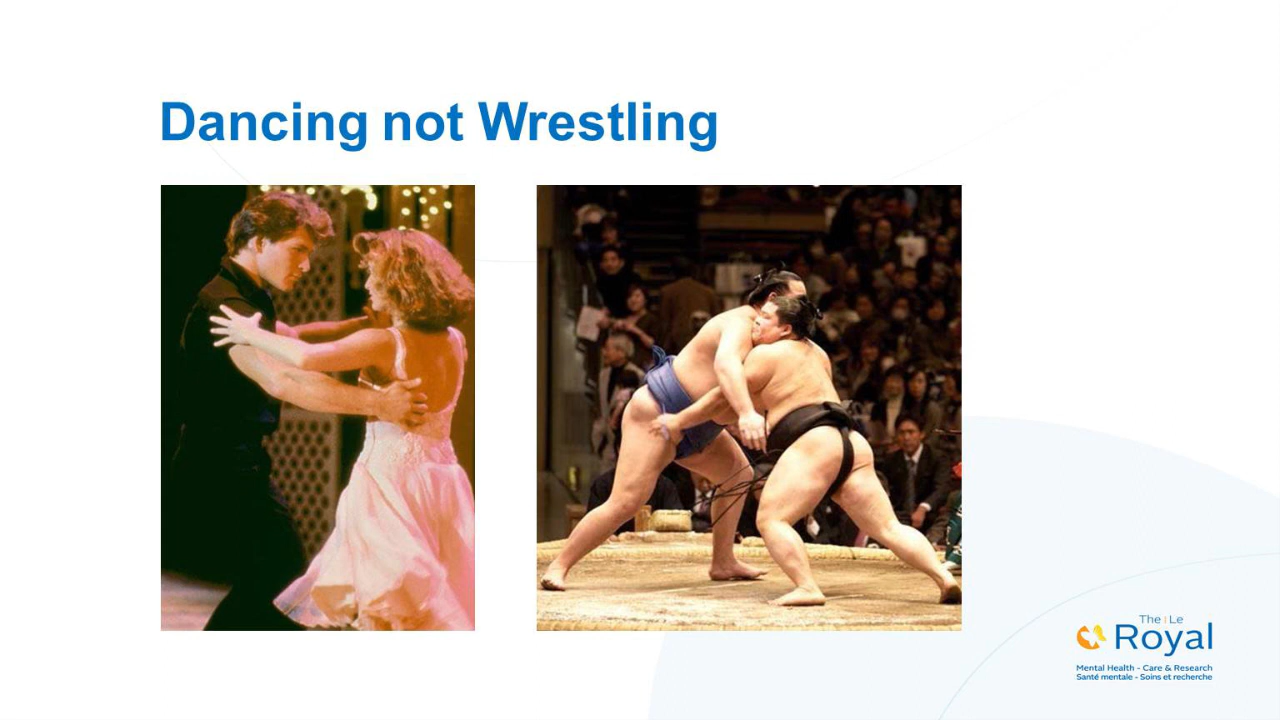 Dancing not Wrestling
The | Le
Royal
Mental Health - Care & Research
Santé mentale - Soins et recherche